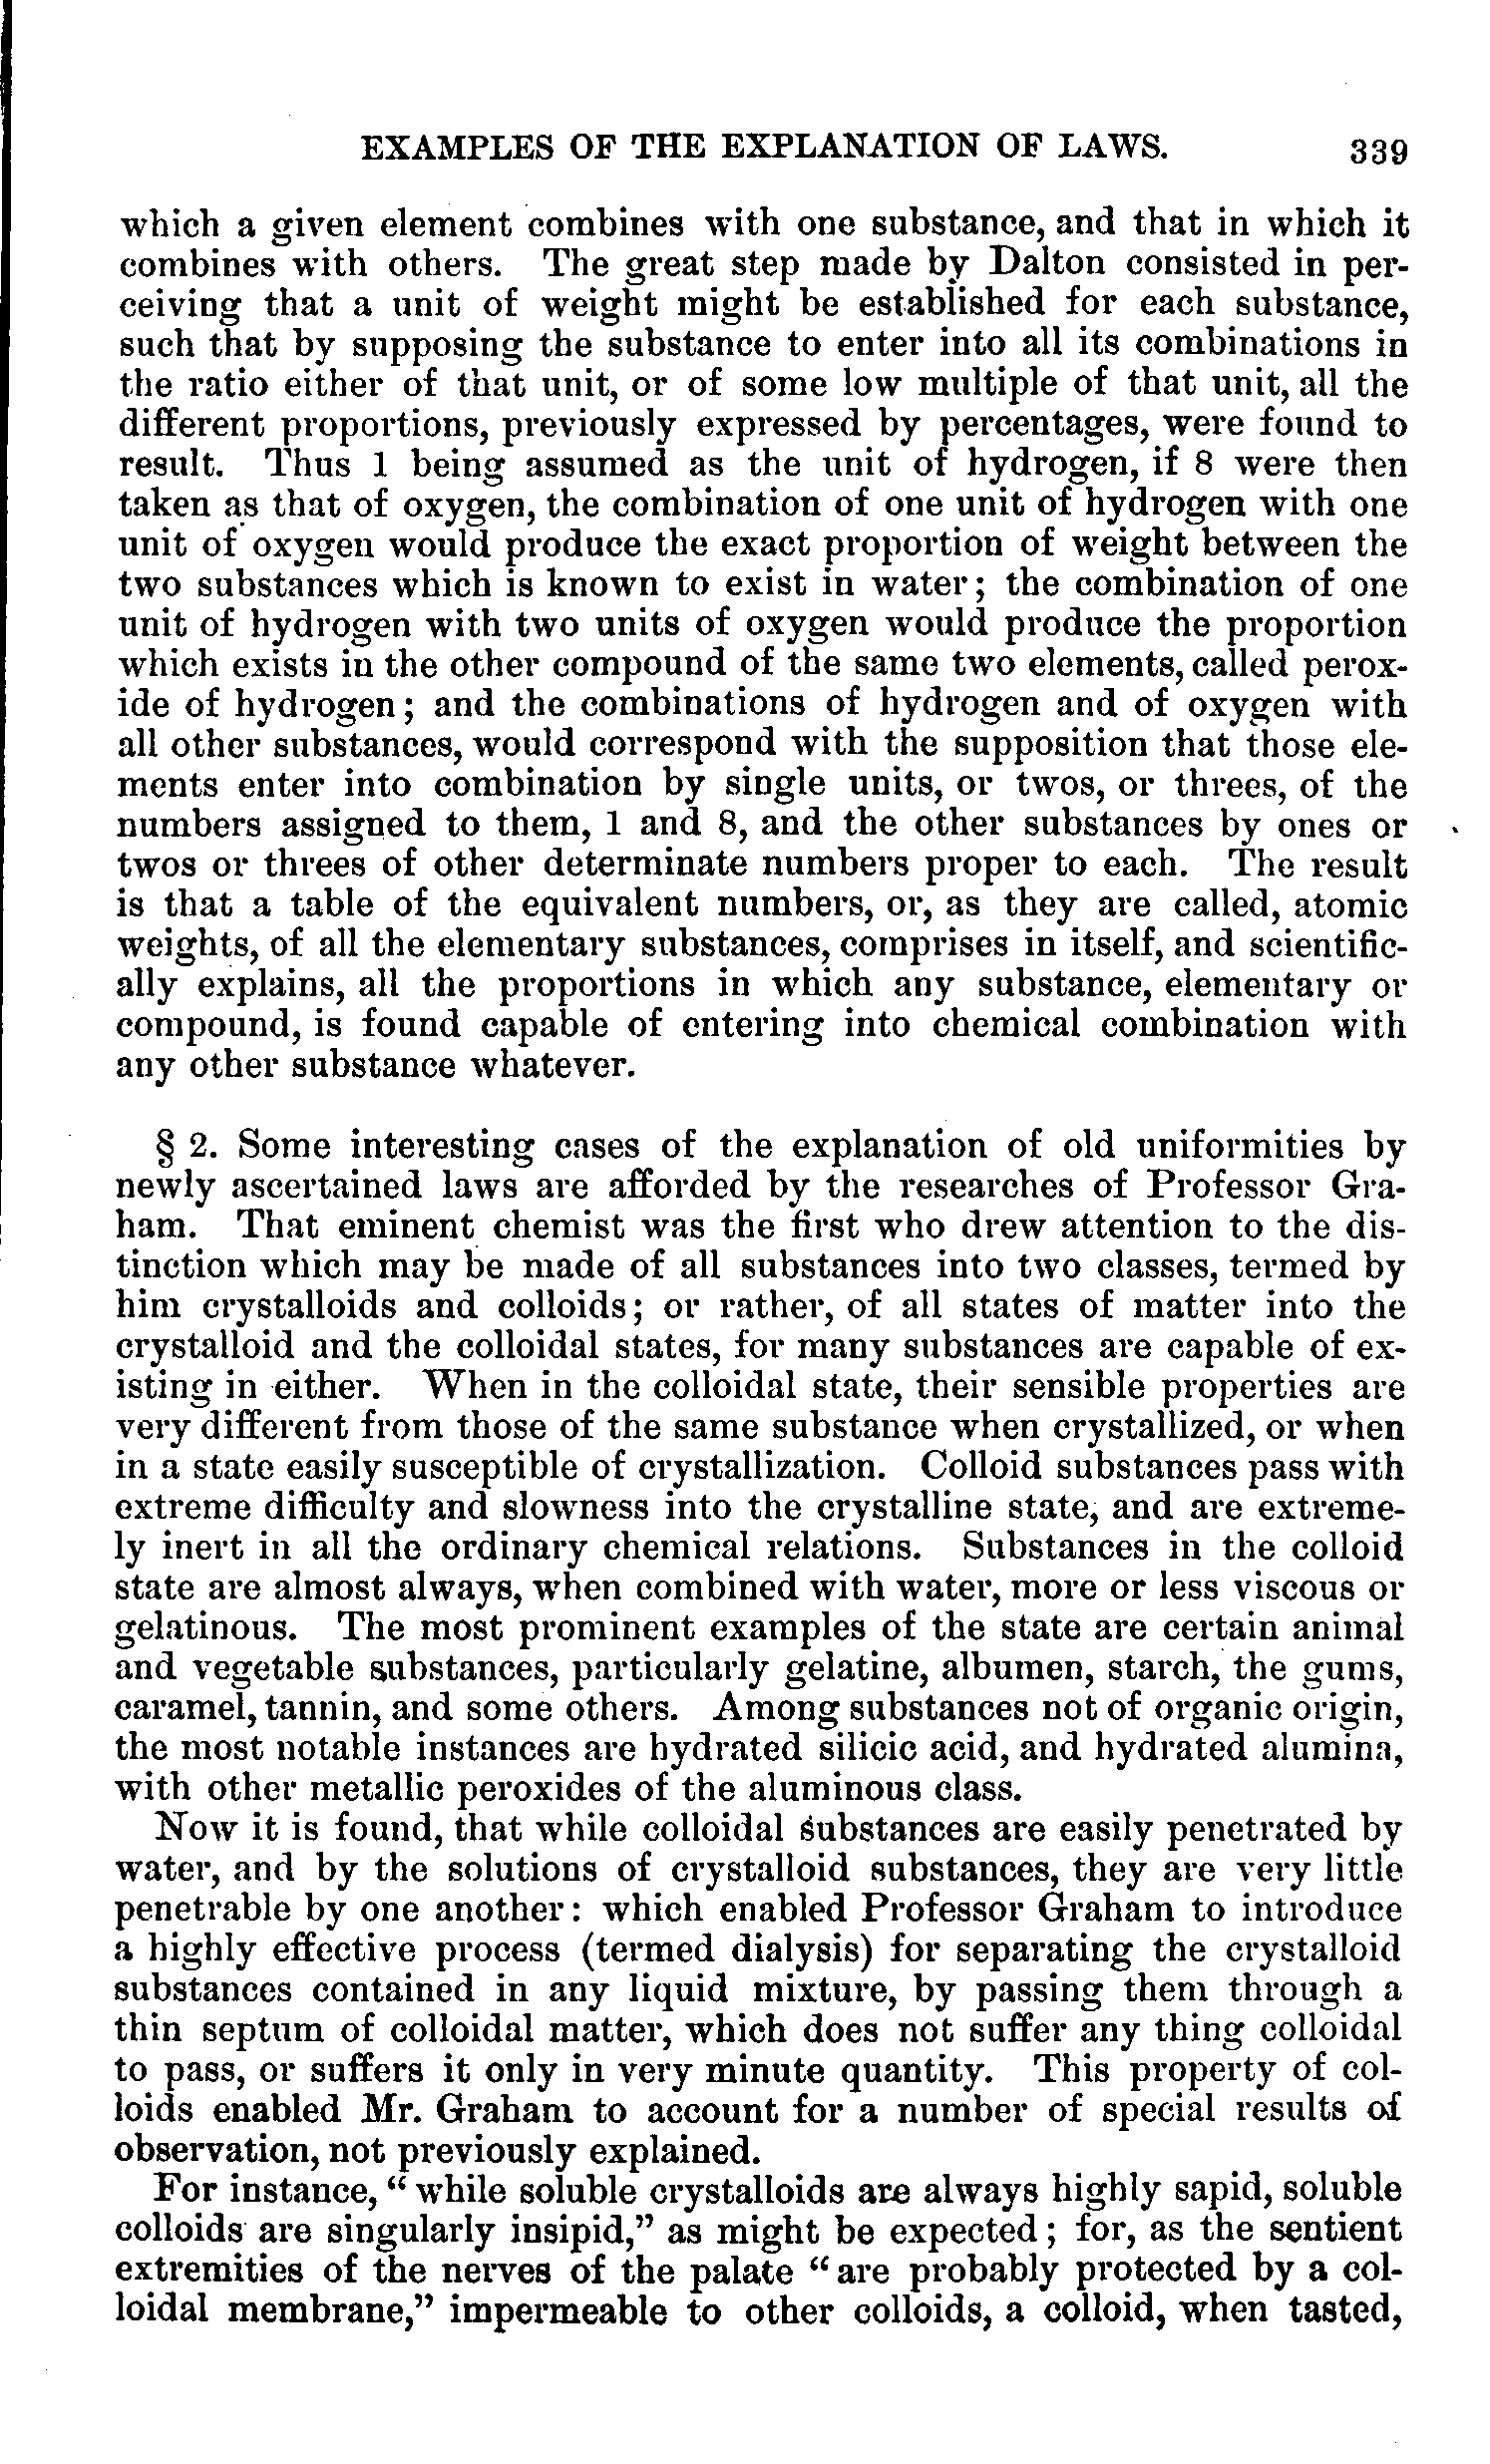 EXAMPLES OF THE EXPLANATION OF LAWS. 339
which a given element combines with one substance, and that in which it
combines with others. The great step made by Dalton consisted in per-
ceiving that a unit of weight might be established for each substance,
such that by supposing the substance to enter into all its combinations in
the ratio either of that unit, or of some low multiple of that unit, all the
different proportions, previously expressed by percentages, were found to
result. Thus 1 being assumed as the unit of hydrogen, if 8 were then
taken as that of oxygen, the combination of one unit of hydrogen with one
unit of oxygen would produce the exact proportion of weight between the
two substances which is known to exist in water; the combination of one
unit of hydrogen with two units of oxygen would produce the proportion
which exists in the other compound of the same two elements, called perox-
ide of hydrogen; and the combinations of hydrogen and of oxygen with
all other substances, would correspond with the supposition that those ele-
ments enter into combination by single units, or twos, or threes, of the
numbers assigned to them, 1 and 8, and the other substances by ones or
twos or threes of other determinate numbers proper to each. The result
is that a table of the equivalent numbers, or, as they are called, atomic
weights, of all the elementary substances, comprises in itself, and scientific-
ally explains, all the proportions in which any substance, elementary or
compound, is found capable of entering into chemical combination with
any other substance whatever.
§ 2. Some interesting cases of the explanation of old uniformities by
newly ascertained laws are afforded by the researches of Professor Gra-
ham. That eminent chemist was the first who drew attention to the dis-
tinction which may be made of all substances into two classes, termed by
him crystalloids and colloids; or rather, of all states of matter into the
crystalloid and the colloidal states, for many substances are capable of ex-
isting in either. When in the colloidal state, their sensible properties are
very different from those of the same substance when crystallized, or when
in a state easily susceptible of crystallization. Colloid substances pass with
extreme difficulty and slowness into the crystalline state, and are extreme-
ly inert in all the ordinary chemical relations. Substances in the colloid
state are almost always, when combined with water, more or less viscous or
gelatinous. The most prominent examples of the state are certain animal
and vegetable substances, particularly gelatine, albumen, starch, the gums,
caramel, tannin, and some others. Among substances not of organic origin,
the most notable instances are hydrated silicic acid, and hydrated alumina,
with other metallic peroxides of the aluminous class.
Now it is found, that while colloidal substances are easily penetrated by
water, and by the solutions of crystalloid substances, they are very little
penetrable by one another: which enabled Professor Graham to introduce
a highly effective process (termed dialysis) for separating the crystalloid
substances contained in any liquid mixture, by passing them through a
thin septum of colloidal matter, which does not suffer any thing colloidal
to pass, or suffers it only in very minute quantity. This property of col-
loids enabled Mr. Graham to account for a number of special results of
observation, not previously explained.
For instance, “while soluble crystalloids are always highly sapid, soluble
colloids are singularly insipid,” as might be expected; for, as the sentient
extremities of the nerves of the palate “are probably protected by a col-
loidal membrane,” impermeable to other colloids, a colloid, when tasted,